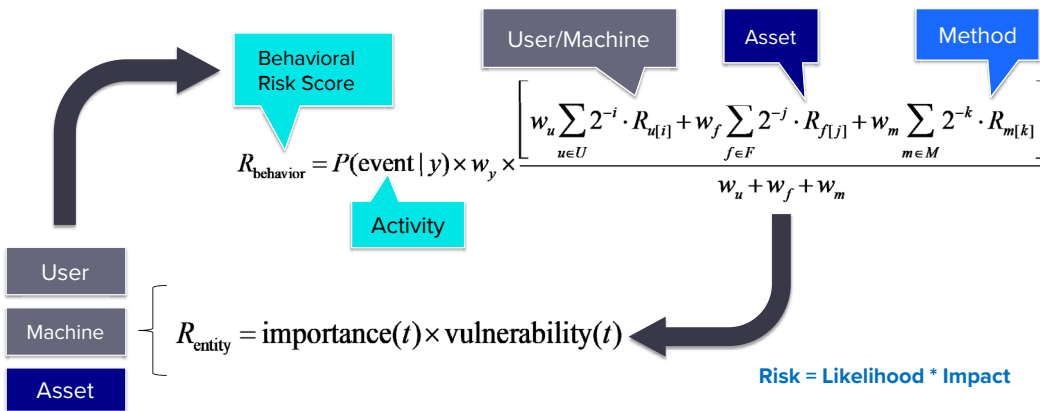 User/Machine
Asset
Method
Behavioral
Risk Score
R_behavior = P(event | y) × w_y × [w_u ∑_{u∈U} 2^{-i} · R_{u[i]} + w_f ∑_{f∈F} 2^{-j} · R_{f[j]} + w_m ∑_{m∈M} 2^{-k} · R_{m[k]}] / w_u + w_f + w_m
Activity
User
Machine
Asset
R_entity = importance(t) × vulnerability(t)
Risk = Likelihood * Impact